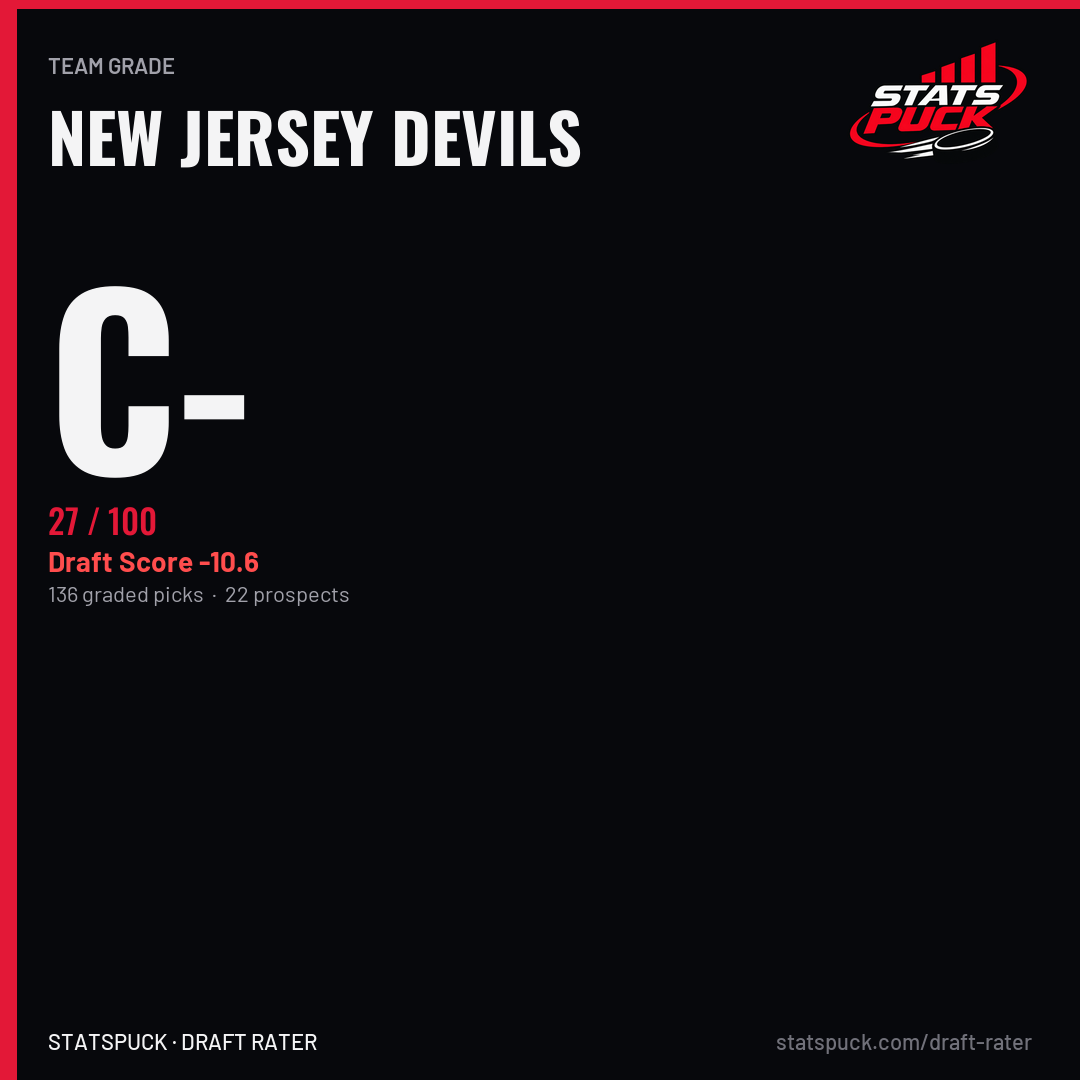 TEAM GRADE
NEW JERSEY DEVILS
STATS
PUCK
C-
27 / 100
Draft Score -10.6
136 graded picks · 22 prospects
STATSPUCK · DRAFT RATER
statspuck.com/draft-rater